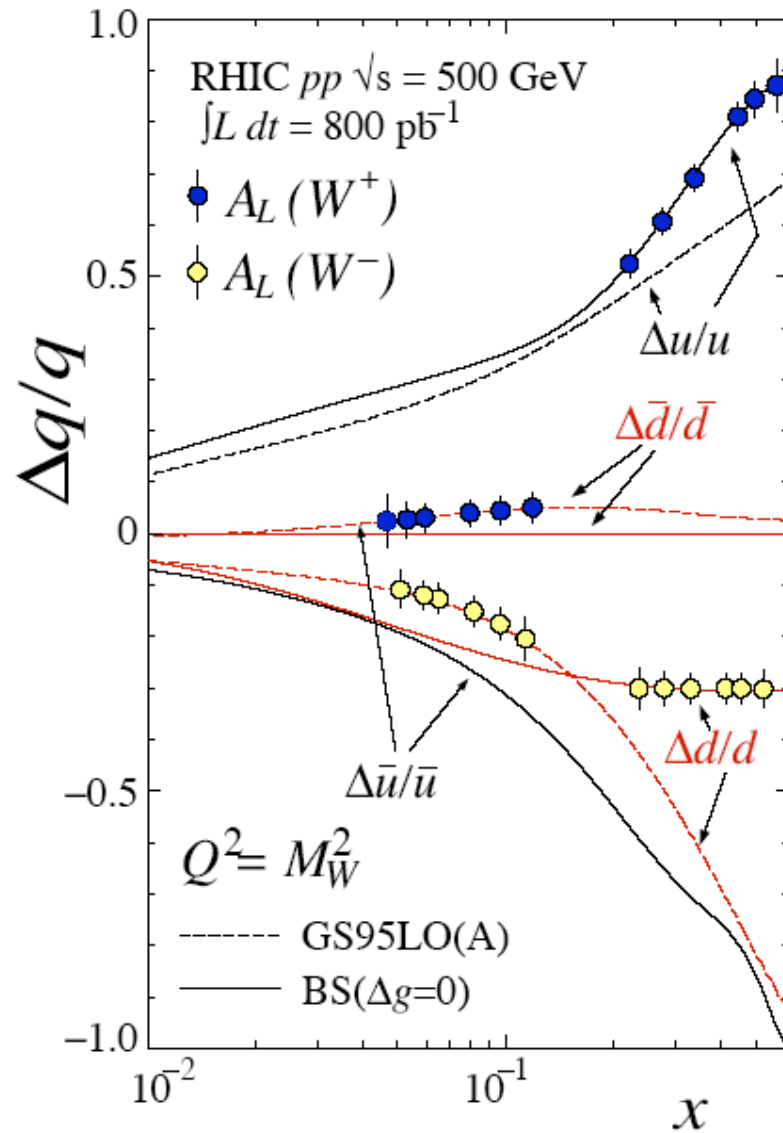 1.0
RHIC pp √s = 500 GeV
∫L dt = 800 pb⁻¹
A_L (W⁺)
A_L (W⁻)
0.5
Δu/u
Δq/q
Δd̄/d̄
0
Δd/d
Δū/ū
−0.5
Q² = M_W²
GS95LO(A)
BS(Δg=0)
−1.0
10⁻²
10⁻¹
x